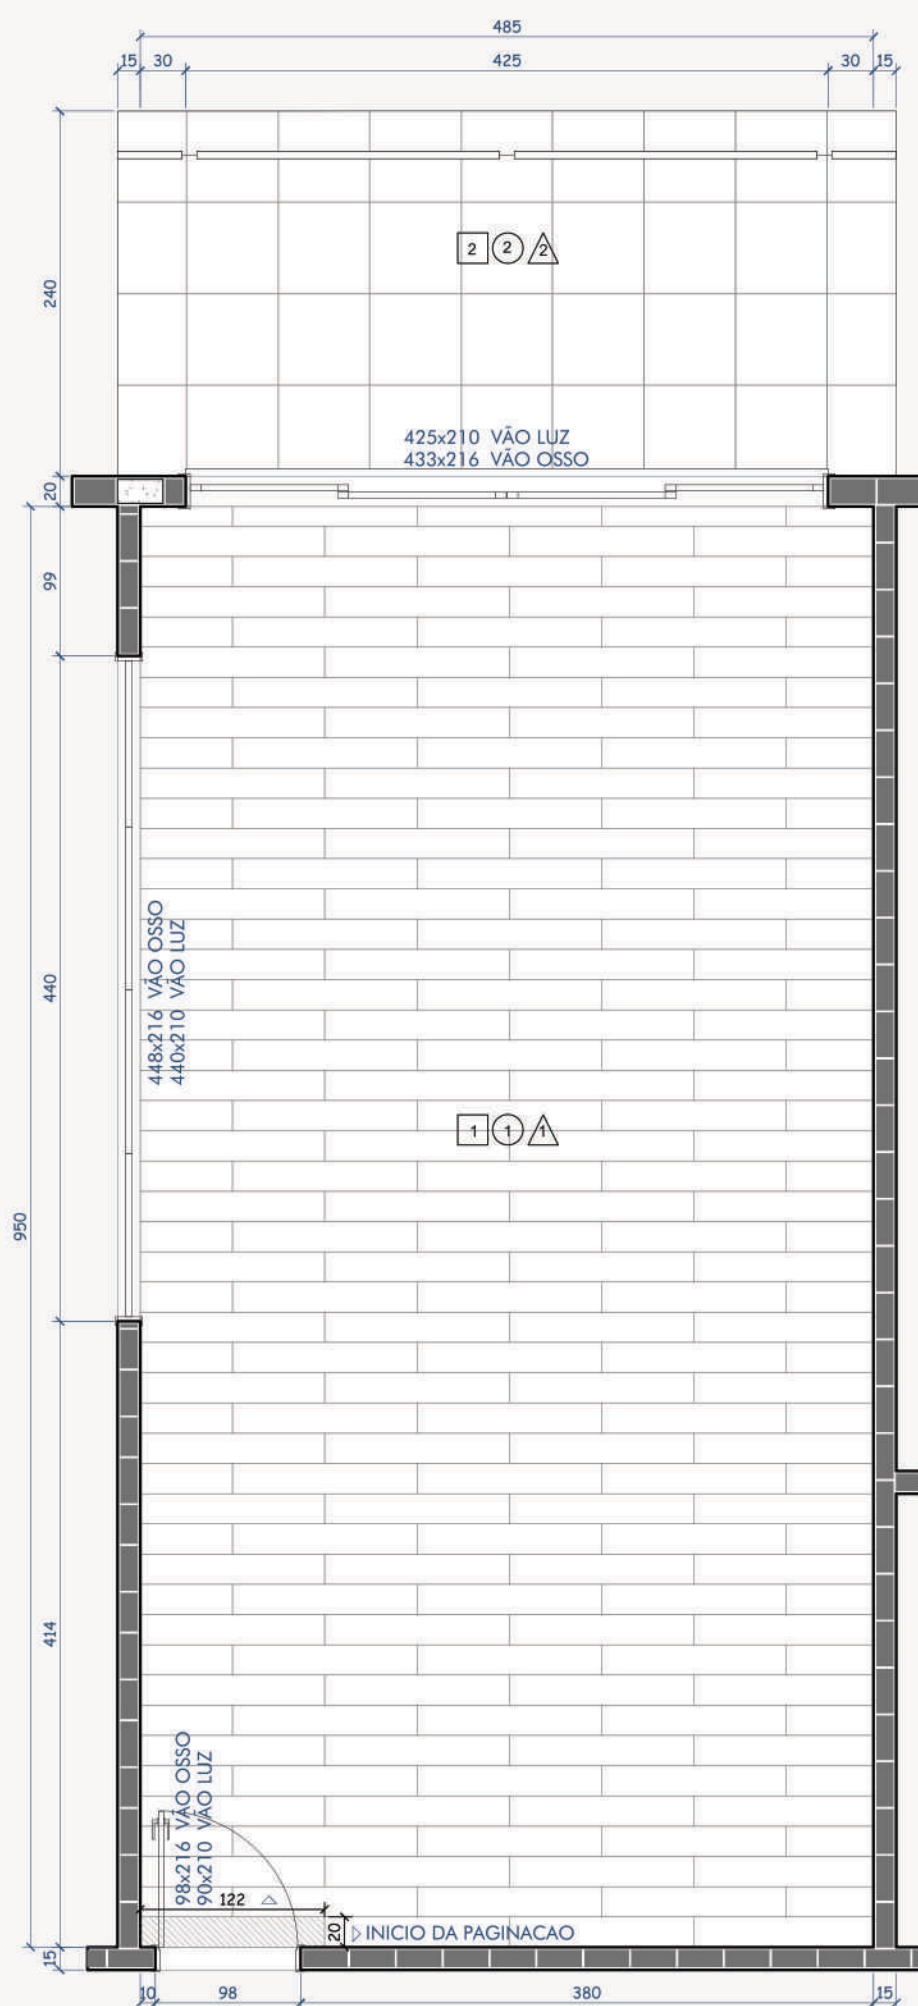 485
15 30 425 30 15
240
2 2 2
425x210 VÃO LUZ
433x216 VÃO OSSO
20
99
448x216 VÃO OSSO
440x210 VÃO LUZ
440
1 1 1
950
414
98x216 VÃO OSSO
90x210 VÃO LUZ
122
20
INICIO DA PAGINACAO
15
10 98 380 15